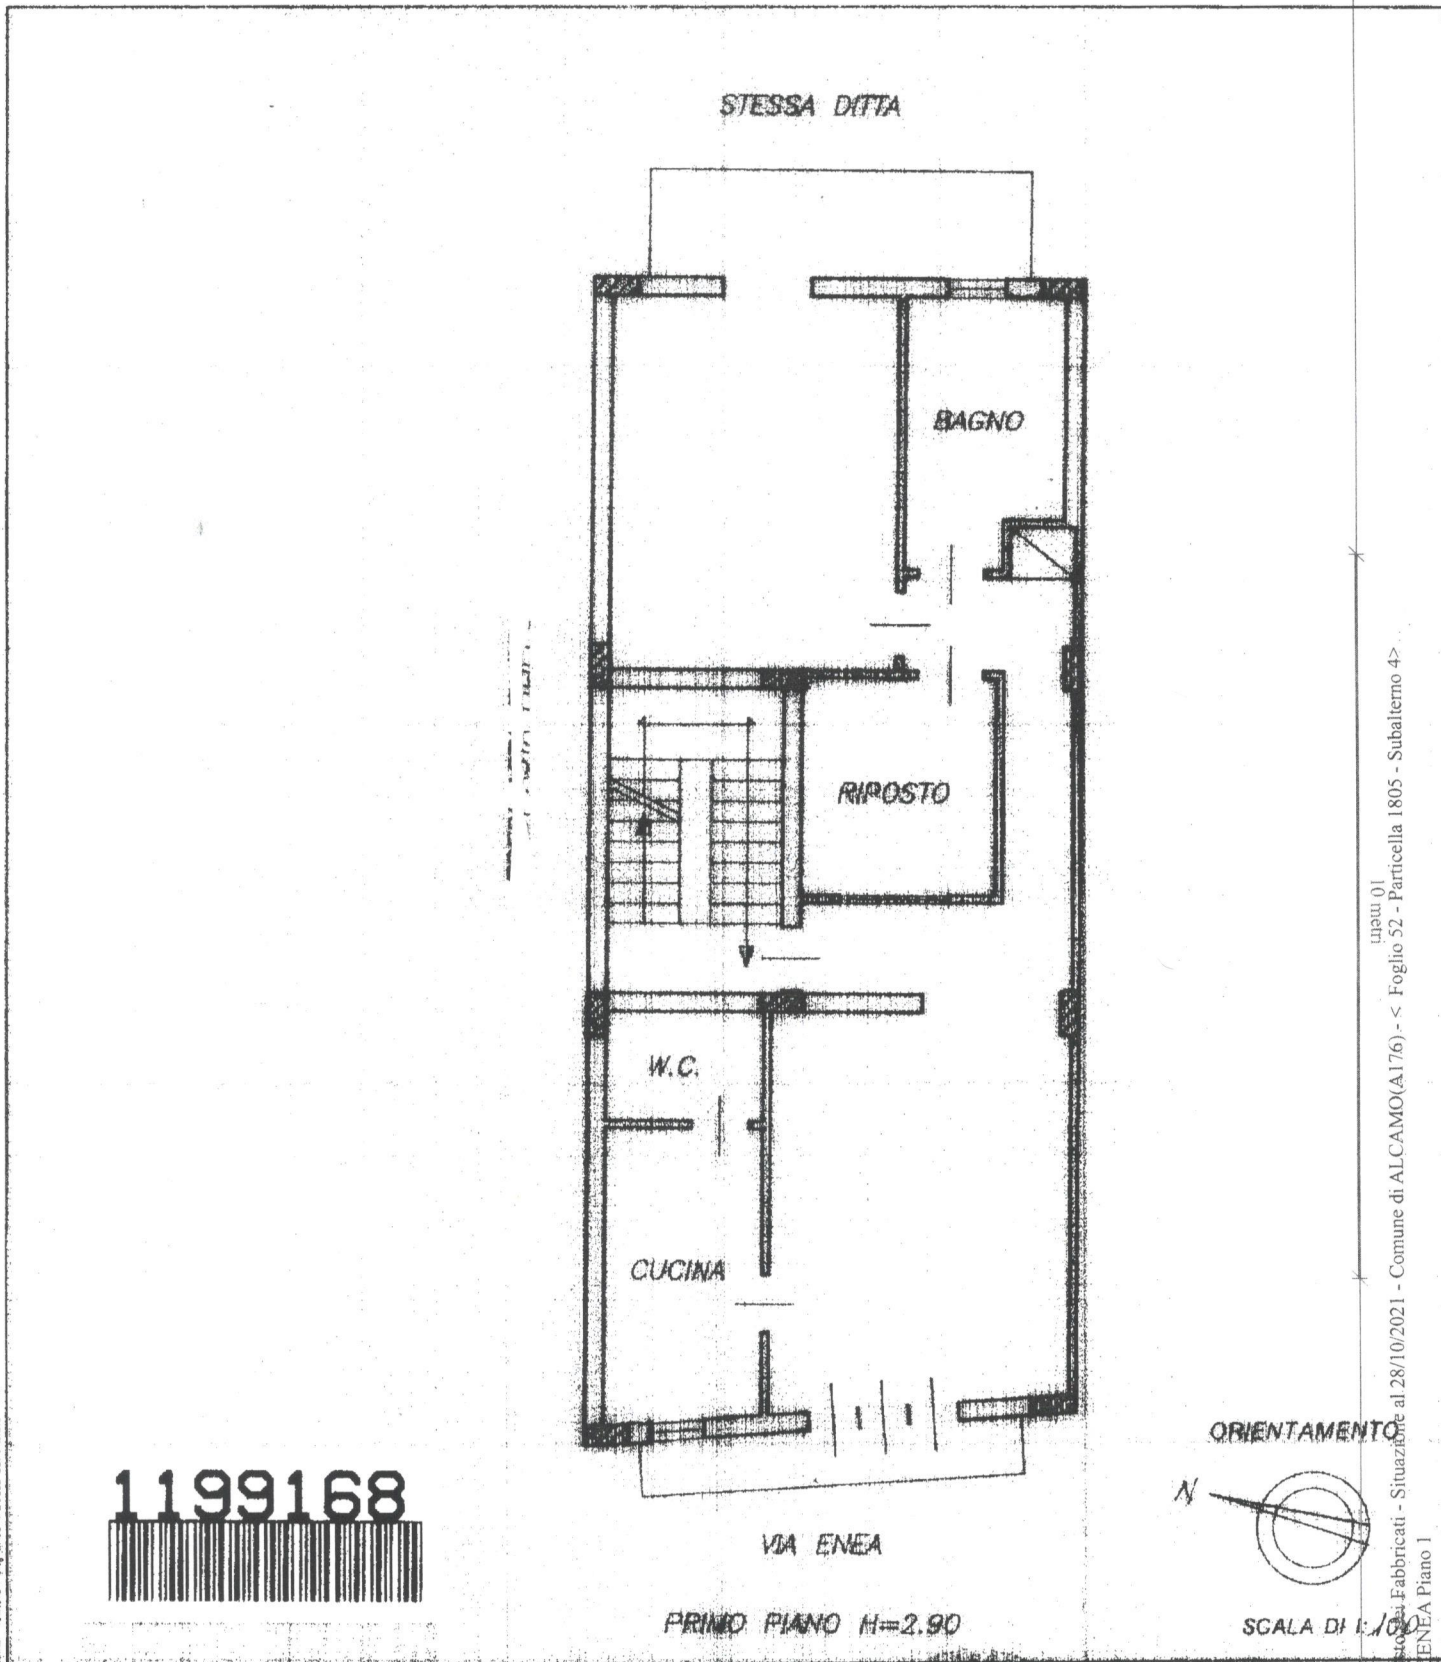 STESSA DITTA
BAGNO
RIPOSTO
W.C.
CUCINA
VIA ENEA
PRIMO PIANO H=2.90
1199168
ORIENTAMENTO
N
SCALA DI 1:100
10 metri
Fabbricati - Situazione al 28/10/2021 - Comune di ALCAMO(A176) - < Foglio 52 - Particella 1805 - Subalterno 4>
ENEA Piano 1